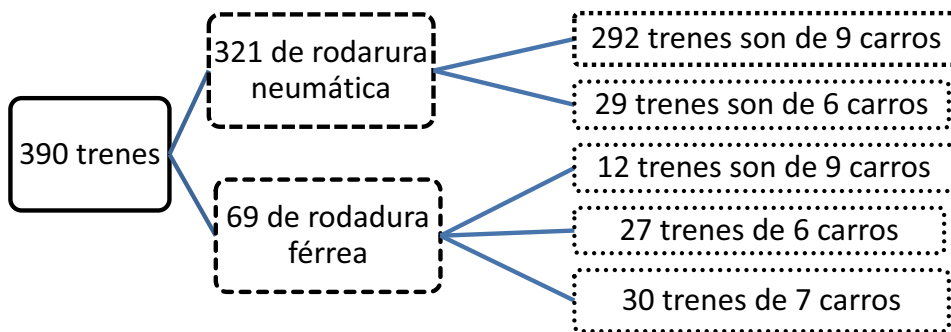 390 trenes
321 de rodarura
neumática
292 trenes son de 9 carros
29 trenes son de 6 carros
69 de rodadura
férrea
12 trenes son de 9 carros
27 trenes de 6 carros
30 trenes de 7 carros